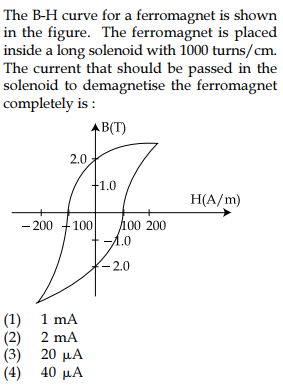 The B-H curve for a ferromagnet is shown
in the figure. The ferromagnet is placed
inside a long solenoid with 1000 turns/cm.
The current that should be passed in the
solenoid to demagnetise the ferromagnet
completely is :
B(T)
2.0
1.0
H(A/m)
-200 -100 100 200
-1.0
-2.0
(1) 1 mA
(2) 2 mA
(3) 20 μA
(4) 40 μA